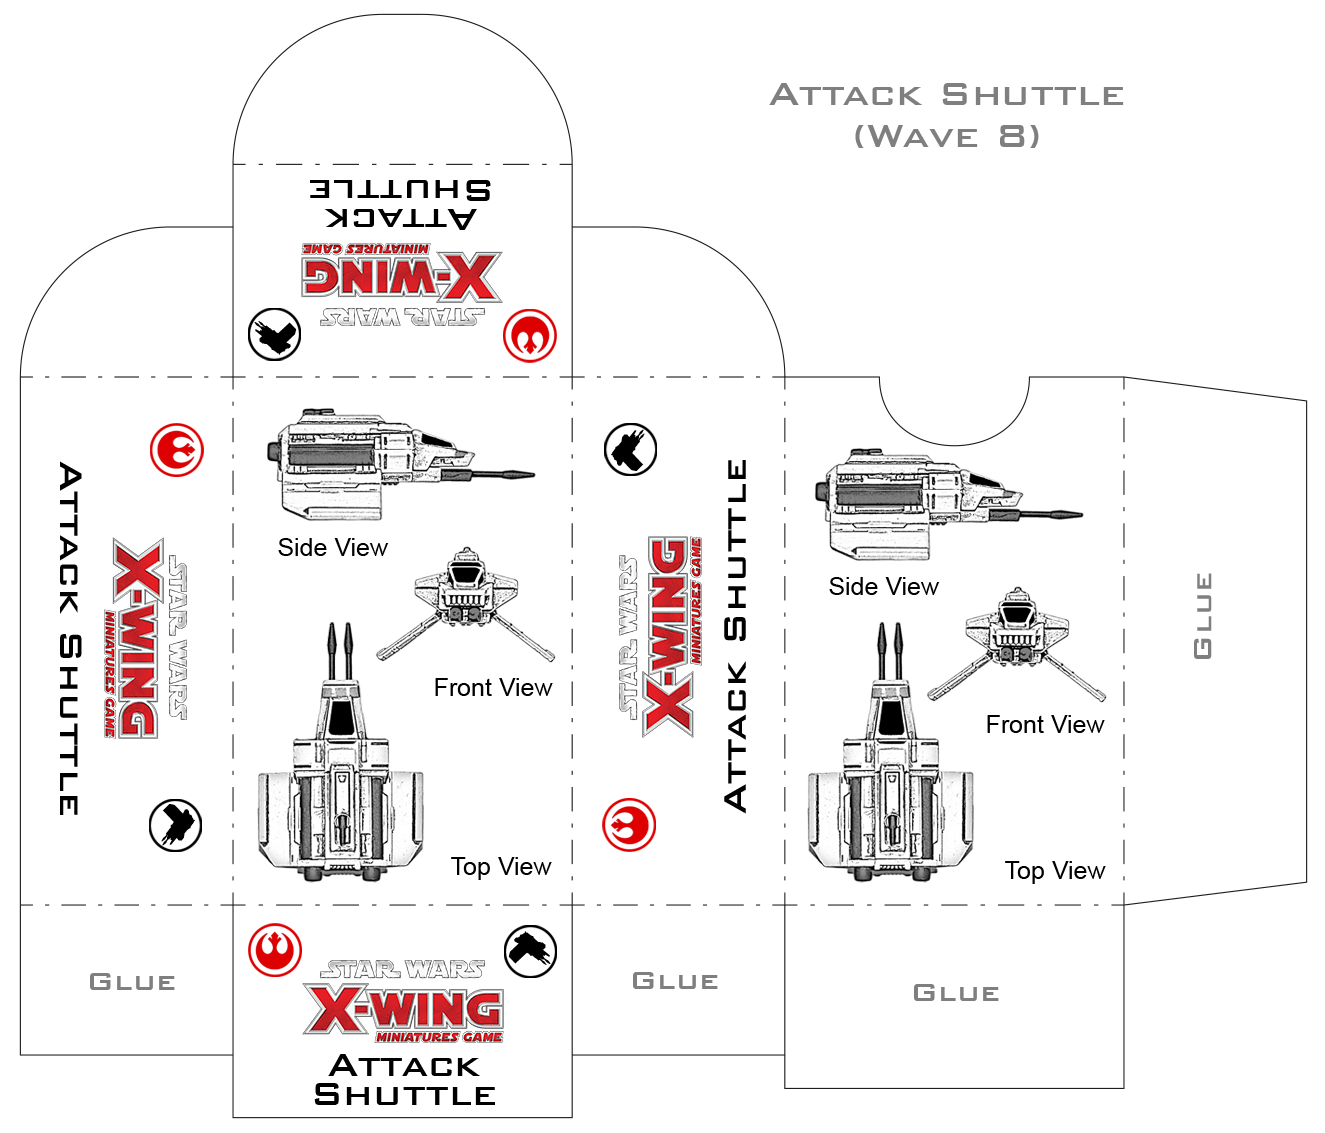 Attack Shuttle
(Wave 8)
Attack
Shuttle
STAR WARS
X-WING
MINIATURES GAME
Attack Shuttle
STAR WARS
X-WING
MINIATURES GAME
Side View
Front View
Top View
STAR WARS
X-WING
MINIATURES GAME
Attack Shuttle
Side View
Front View
Top View
Glue
Glue
STAR WARS
X-WING
MINIATURES GAME
Attack
Shuttle
Glue
Glue